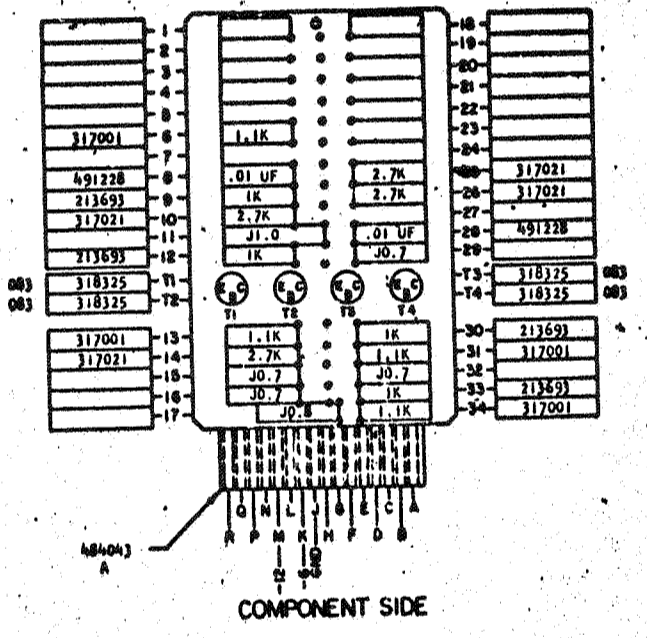 1 18
2 19
3 20
4 21
5 22
317001 6 1.1K 23
7 24
491228 8 .01 UF 2.7K 317021
213693 9 1K 2.7K 26 317021
317021 10 2.7K 27
11 J1.0 .01 UF 28 491228
213693 12 1K J0.7 29
083 318325 T1 E B C E B C E B C E B C T3 318325 083
083 318325 T2 T1 T2 T3 T4 T4 318325 083
317001 13 1.1K 1K 30 213693
317021 14 2.7K 1.1K 31 317001
15 J0.7 J0.7 32
16 J0.7 1K 33 213693
17 J0.8 1.1K 34 317001
R Q P N M L K J H G F E D C B A
-12 -6 GND
484043
A
COMPONENT SIDE